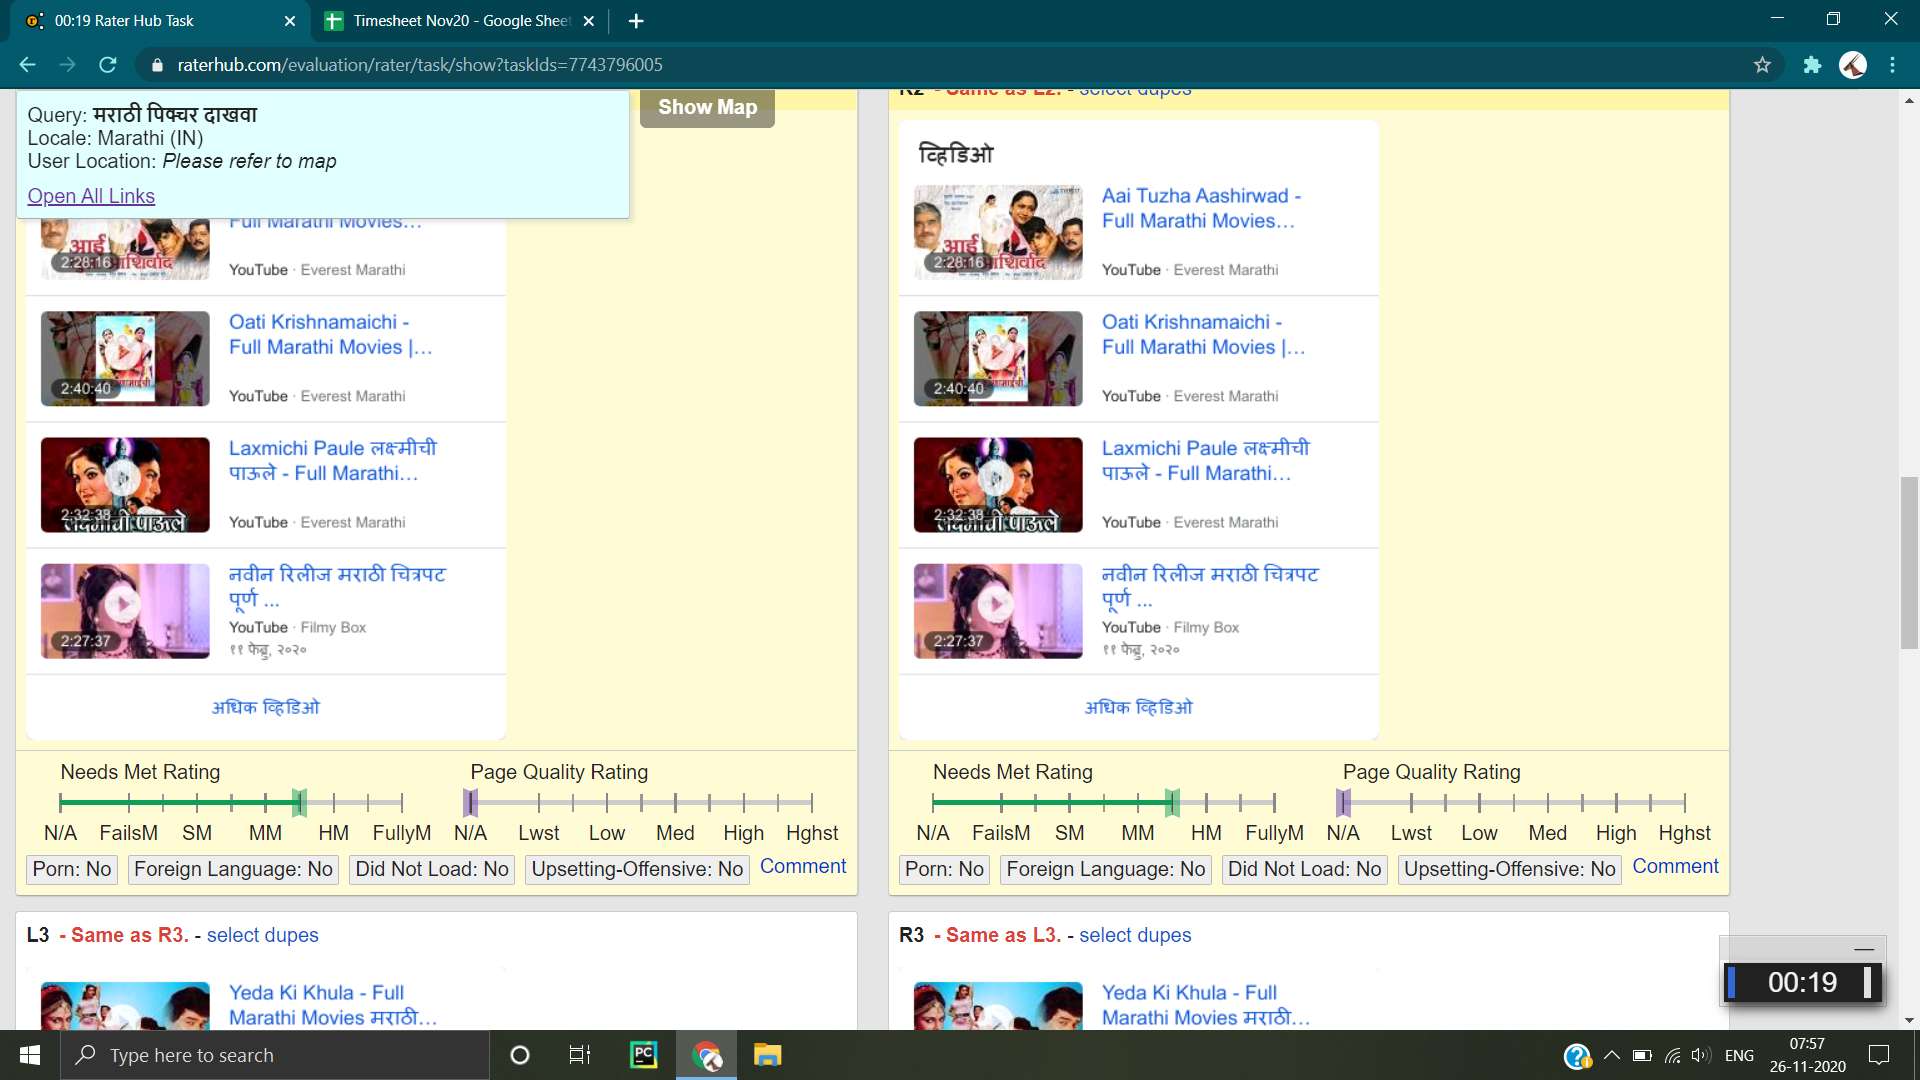 00:19 Rater Hub Task
Timesheet Nov20 - Google Sheet
raterhub.com/evaluation/rater/task/show?taskIds=7743796005
Query: मराठी पिक्चर दाखवा
Locale: Marathi (IN)
User Location: Please refer to map
Open All Links
Show Map
Full Marathi Movies...
आई
2:28:16
YouTube · Everest Marathi
Oati Krishnamaichi -
Full Marathi Movies |...
2:40:40
YouTube · Everest Marathi
Laxmichi Paule लक्ष्मीची
पाऊले - Full Marathi...
2:32:38
लक्ष्मीची पाऊले
YouTube · Everest Marathi
नवीन रिलीज मराठी चित्रपट
पूर्ण ...
2:27:37
YouTube · Filmy Box
११ फेब्रु, २०२०
अधिक व्हिडिओ
Needs Met Rating
N/A FailsM SM MM HM FullyM
Page Quality Rating
N/A Lwst Low Med High Hghst
Porn: No Foreign Language: No Did Not Load: No Upsetting-Offensive: No Comment
R2 - Same as L2. - select dupes
व्हिडिओ
Aai Tuzha Aashirwad -
Full Marathi Movies...
आई
2:28:16
YouTube · Everest Marathi
Oati Krishnamaichi -
Full Marathi Movies |...
2:40:40
YouTube · Everest Marathi
Laxmichi Paule लक्ष्मीची
पाऊले - Full Marathi...
2:32:38
लक्ष्मीची पाऊले
YouTube · Everest Marathi
नवीन रिलीज मराठी चित्रपट
पूर्ण ...
2:27:37
YouTube · Filmy Box
११ फेब्रु, २०२०
अधिक व्हिडिओ
Needs Met Rating
N/A FailsM SM MM HM FullyM
Page Quality Rating
N/A Lwst Low Med High Hghst
Porn: No Foreign Language: No Did Not Load: No Upsetting-Offensive: No Comment
L3 - Same as R3. - select dupes
Yeda Ki Khula - Full
Marathi Movies मराठी...
R3 - Same as L3. - select dupes
Yeda Ki Khula - Full
Marathi Movies मराठी...
00:19
Type here to search
PC
ENG
07:57
26-11-2020